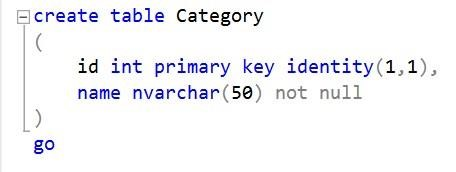 create table Category
(
id int primary key identity(1,1),
name nvarchar(50) not null
)
go